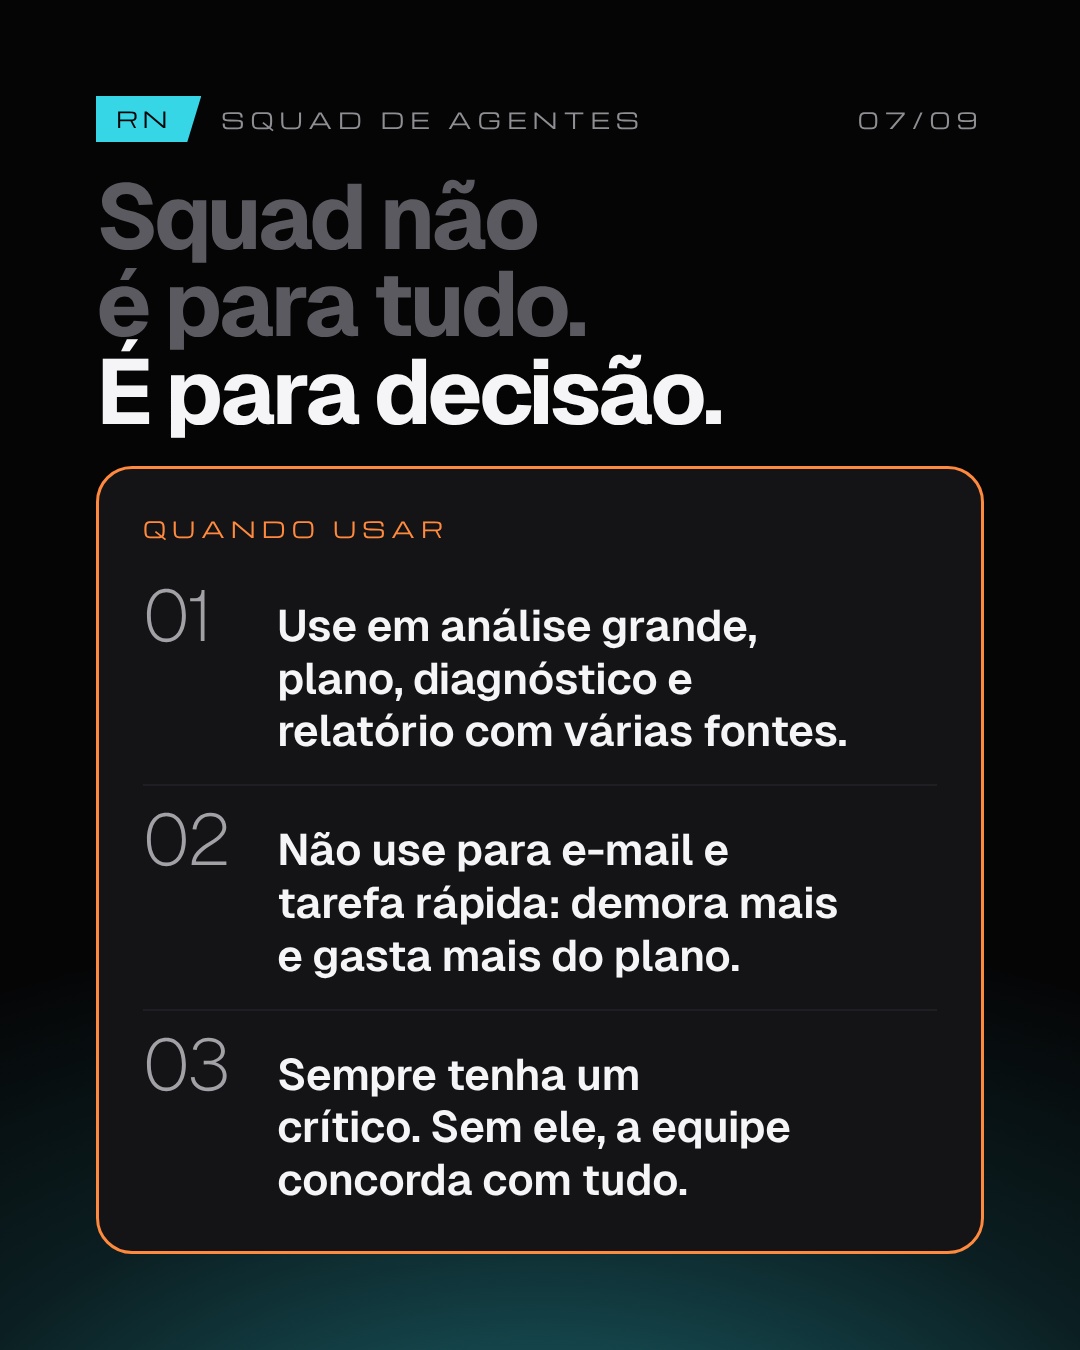 RN SQUAD DE AGENTES 07/09
Squad não
é para tudo.
É para decisão.
QUANDO USAR
01 Use em análise grande,
plano, diagnóstico e
relatório com várias fontes.
02 Não use para e-mail e
tarefa rápida: demora mais
e gasta mais do plano.
03 Sempre tenha um
crítico. Sem ele, a equipe
concorda com tudo.